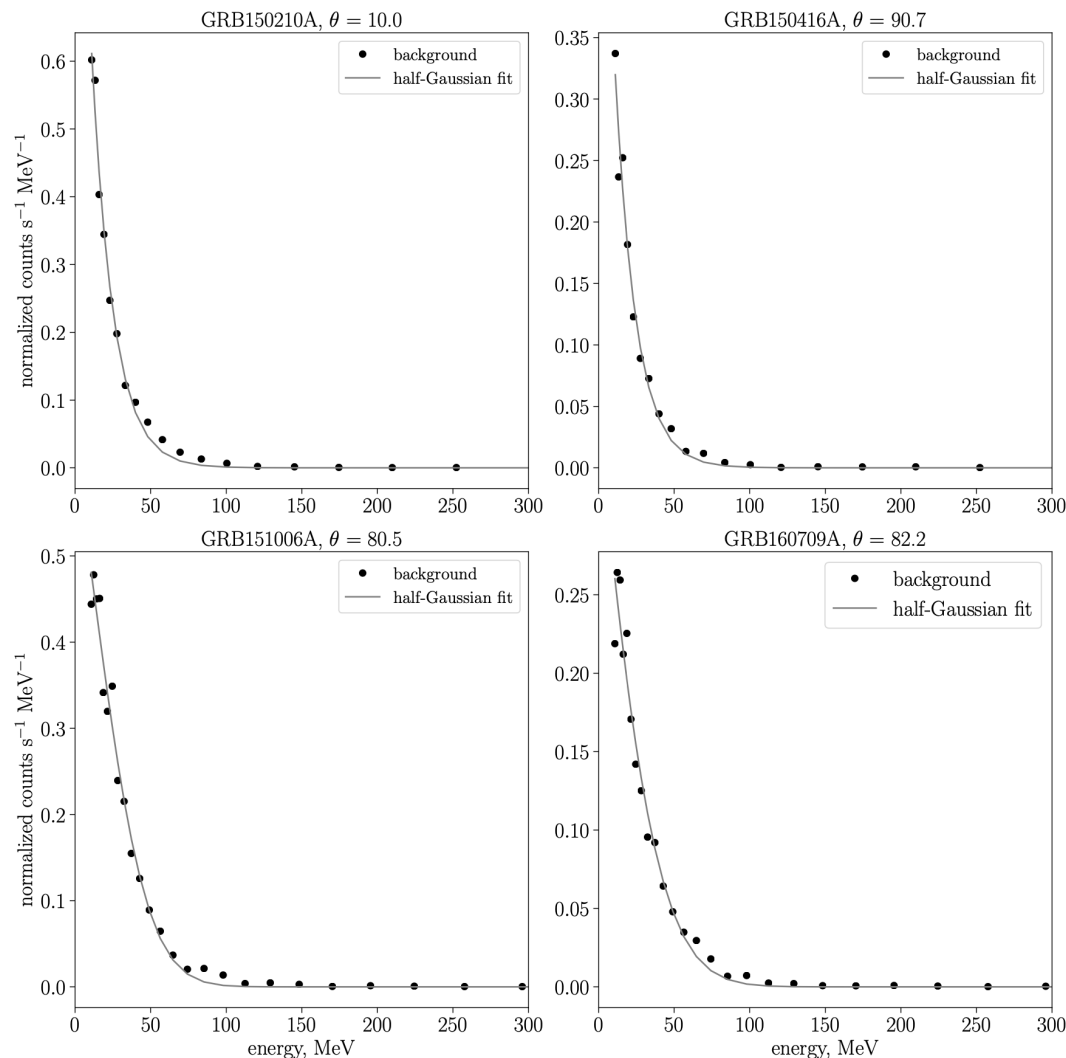 GRB150210A, θ = 10.0
normalized counts s⁻¹ MeV⁻¹
0.6
0.5
0.4
0.3
0.2
0.1
0.0
background
half-Gaussian fit
0 50 100 150 200 250 300
GRB150416A, θ = 90.7
0.35
0.30
0.25
0.20
0.15
0.10
0.05
0.00
background
half-Gaussian fit
0 50 100 150 200 250 300
GRB151006A, θ = 80.5
normalized counts s⁻¹ MeV⁻¹
0.5
0.4
0.3
0.2
0.1
0.0
background
half-Gaussian fit
0 50 100 150 200 250 300
energy, MeV
GRB160709A, θ = 82.2
0.25
0.20
0.15
0.10
0.05
0.00
background
half-Gaussian fit
0 50 100 150 200 250 300
energy, MeV